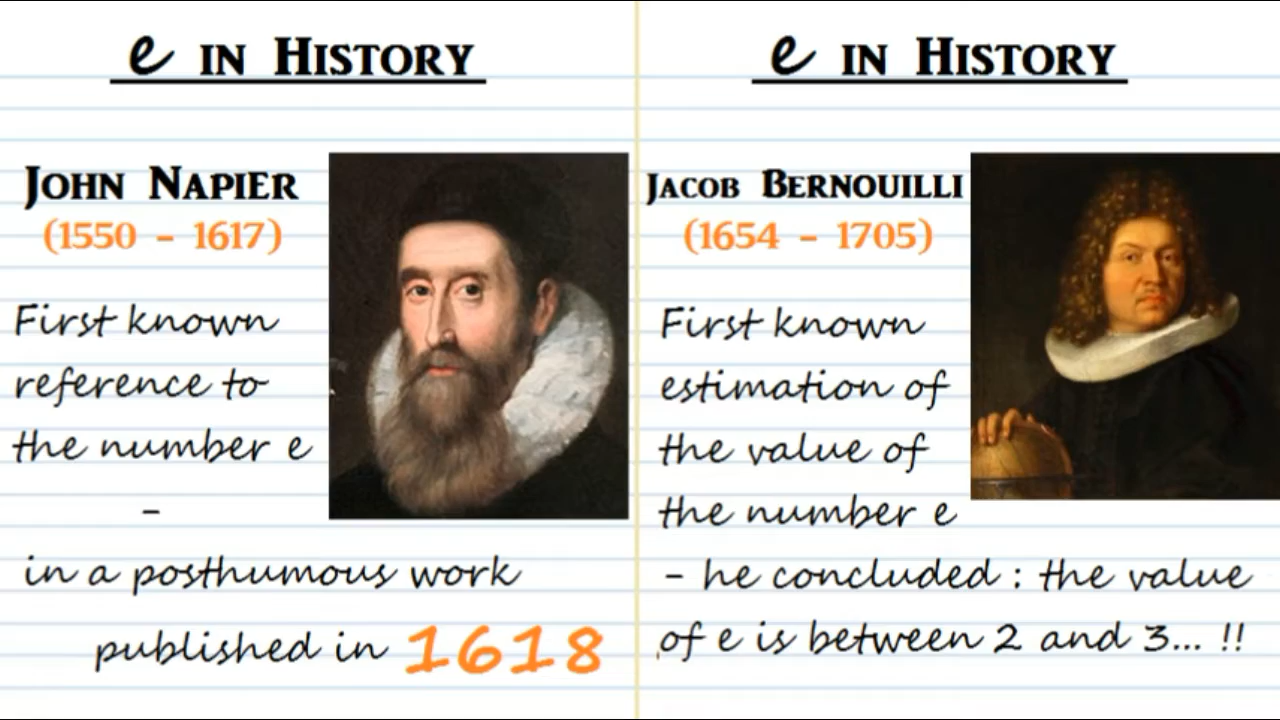 e IN HISTORY
JOHN NAPIER
(1550 - 1617)
First known
reference to
the number e
-
in a posthumous work
published in 1618
e IN HISTORY
JACOB BERNOUILLI
(1654 - 1705)
First known
estimation of
the value of
the number e
- he concluded : the value
of e is between 2 and 3... !!